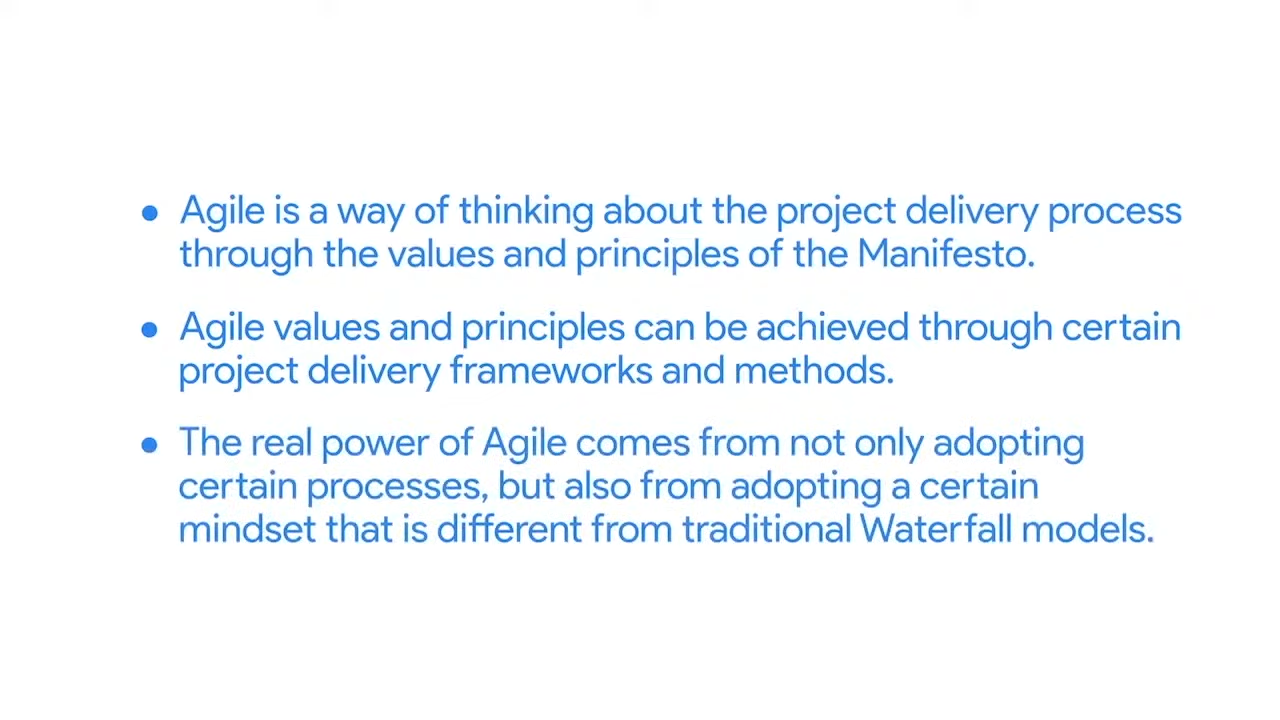 • Agile is a way of thinking about the project delivery process
through the values and principles of the Manifesto.
• Agile values and principles can be achieved through certain
project delivery frameworks and methods.
• The real power of Agile comes from not only adopting
certain processes, but also from adopting a certain
mindset that is different from traditional Waterfall models.